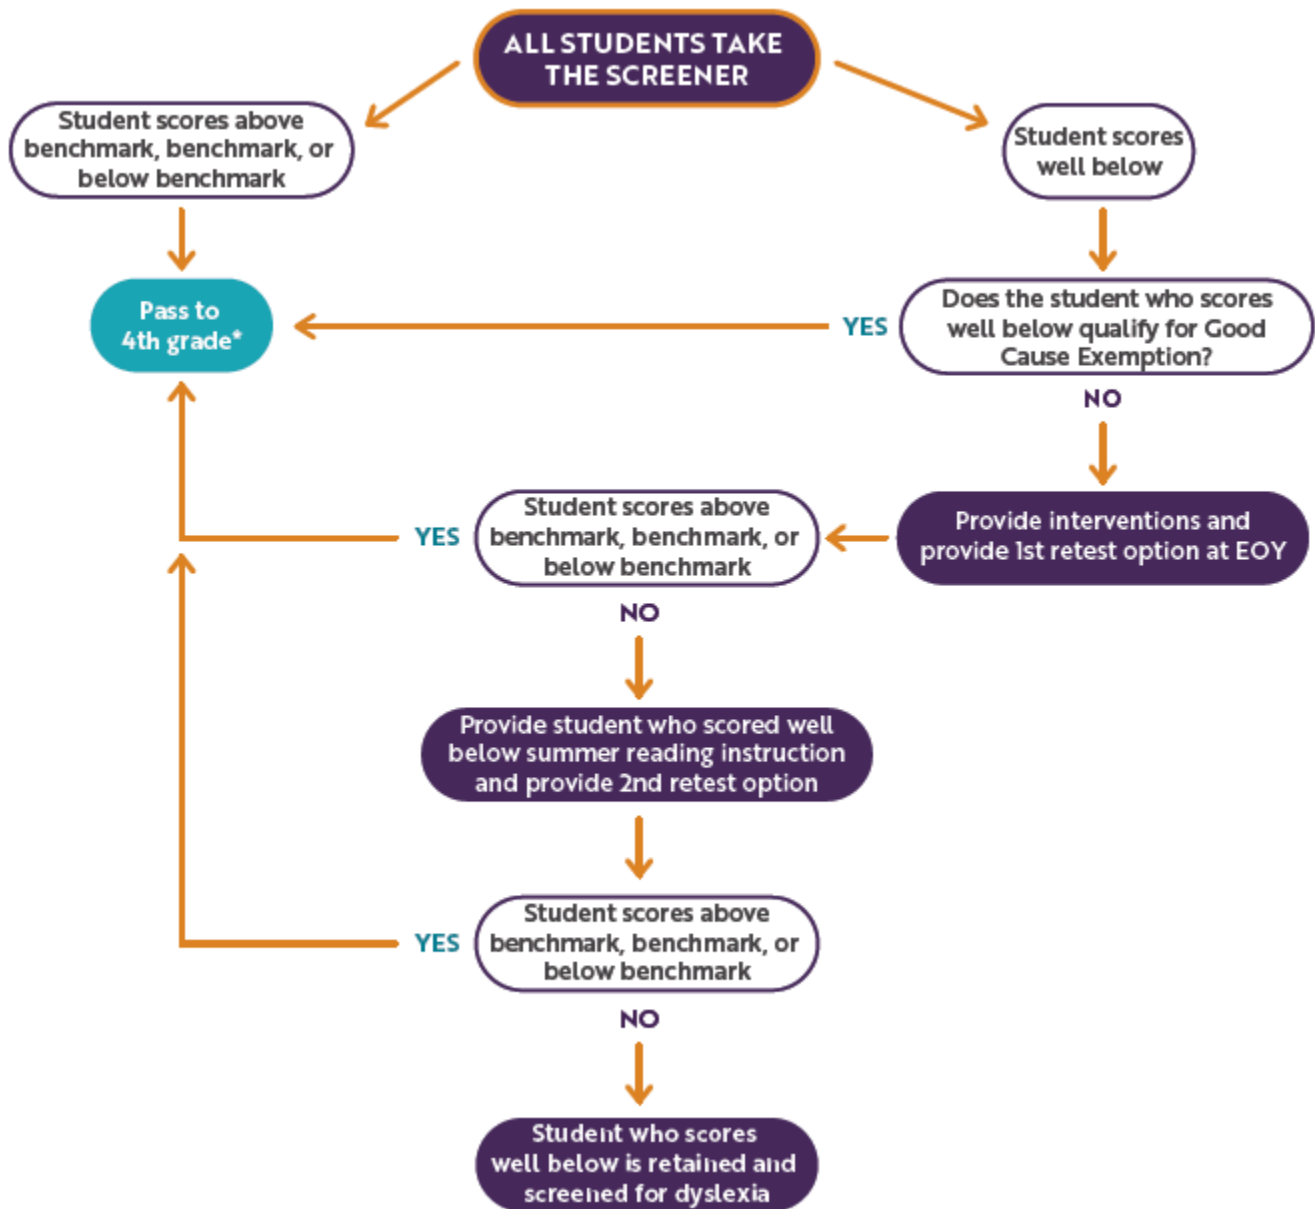 ALL STUDENTS TAKE
THE SCREENER
Student scores above
benchmark, benchmark, or
below benchmark
Student scores
well below
Pass to
4th grade*
YES
Does the student who scores
well below qualify for Good
Cause Exemption?
NO
YES
Student scores above
benchmark, benchmark, or
below benchmark
Provide interventions and
provide 1st retest option at EOY
NO
Provide student who scored well
below summer reading instruction
and provide 2nd retest option
YES
Student scores above
benchmark, benchmark, or
below benchmark
NO
Student who scores
well below is retained and
screened for dyslexia